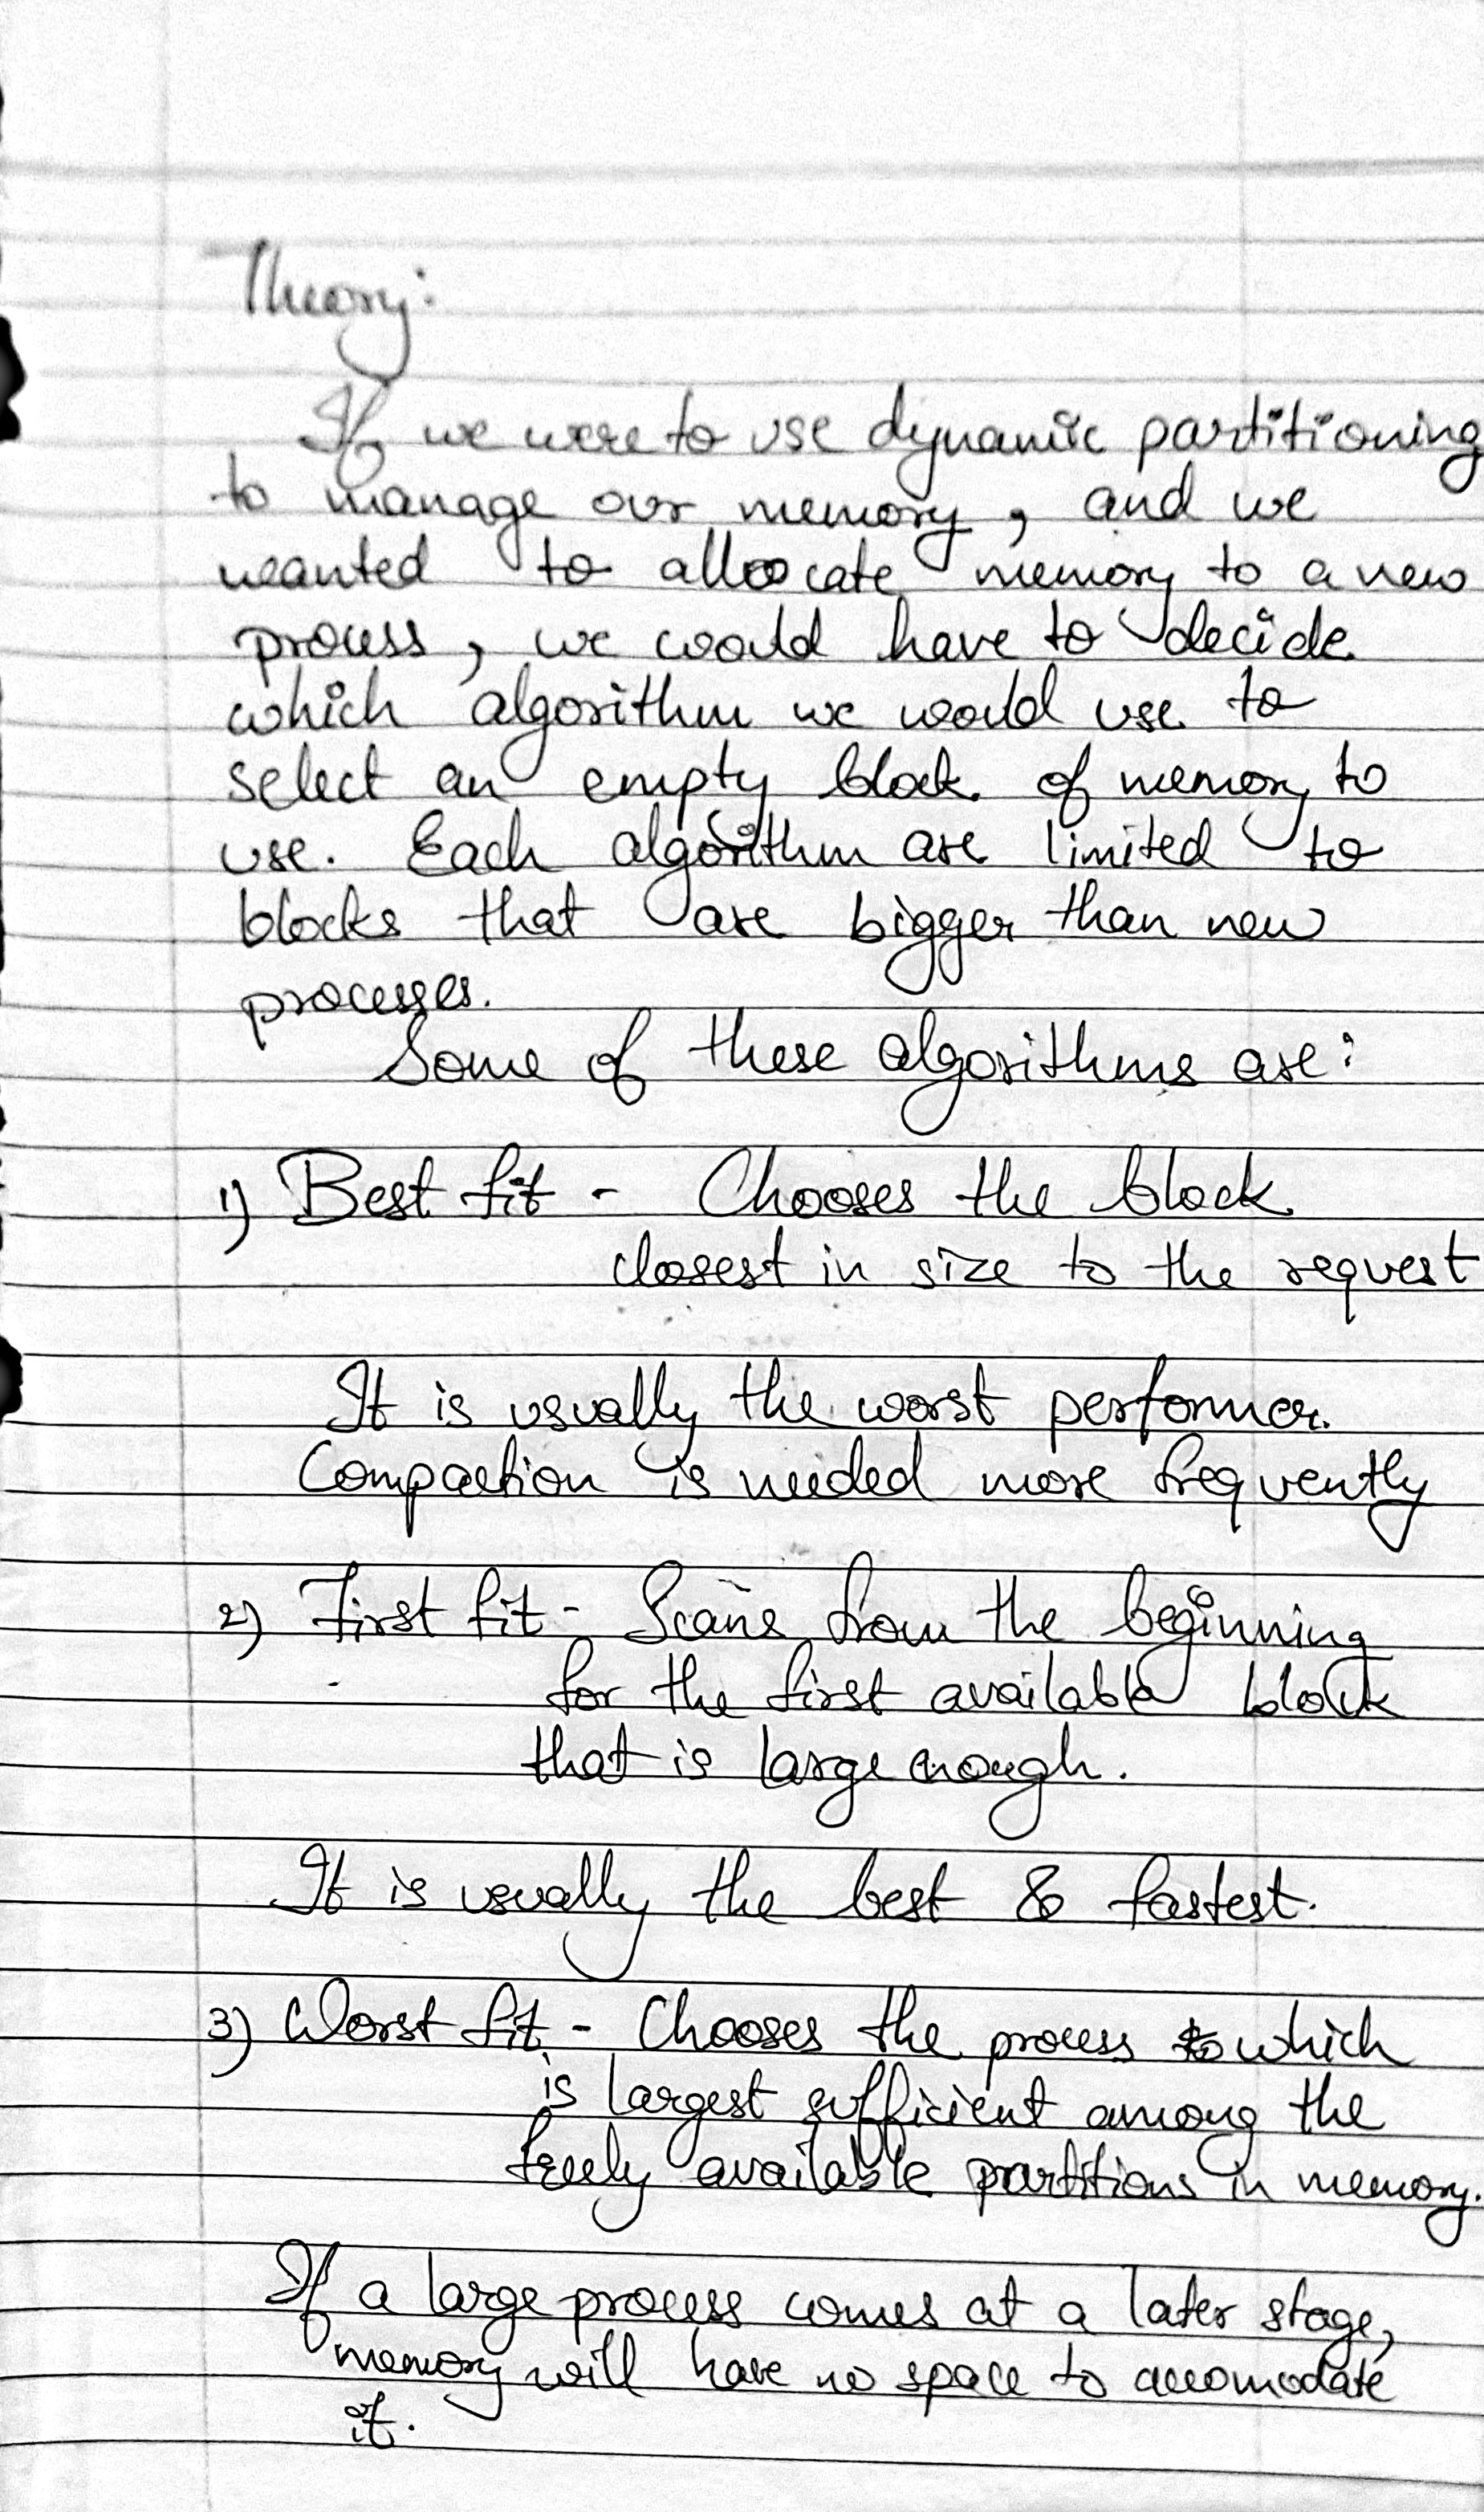 Theory:
If we were to use dynamic partitioning
to manage our memory, and we
wanted to allocate memory to a new
process, we would have to decide
which algorithm we would use to
select an empty block of memory to
use. Each algorithm are limited to
blocks that are bigger than new
processes.
Some of these algorithms are:
1) Best fit - Chooses the block
closest in size to the request
It is usually the worst performer.
Compaction is needed more frequently
2) First fit - Scans from the beginning
for the first available block
that is large enough.
It is usually the best & fastest.
3) Worst fit - Chooses the process which
is largest sufficient among the
freely available partitions in memory.
If a large process comes at a later stage,
memory will have no space to accomodate
it.